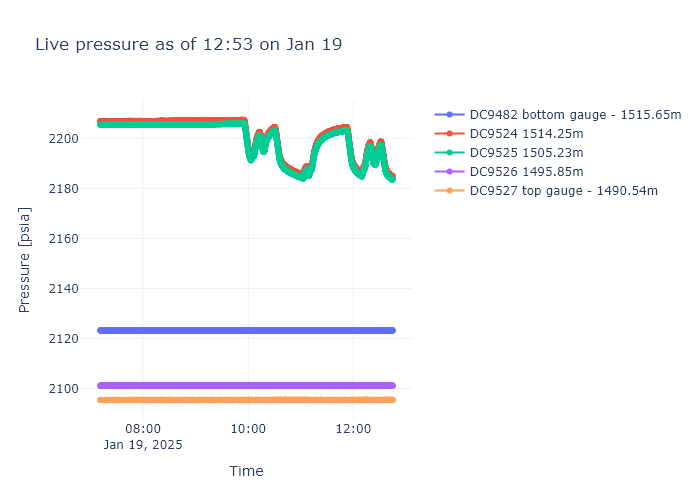 Live pressure as of 12:53 on Jan 19
DC9482 bottom gauge - 1515.65m
DC9524 1514.25m
DC9525 1505.23m
DC9526 1495.85m
DC9527 top gauge - 1490.54m
Pressure [psia]
2200
2180
2160
2140
2120
2100
08:00
10:00
12:00
Jan 19, 2025
Time